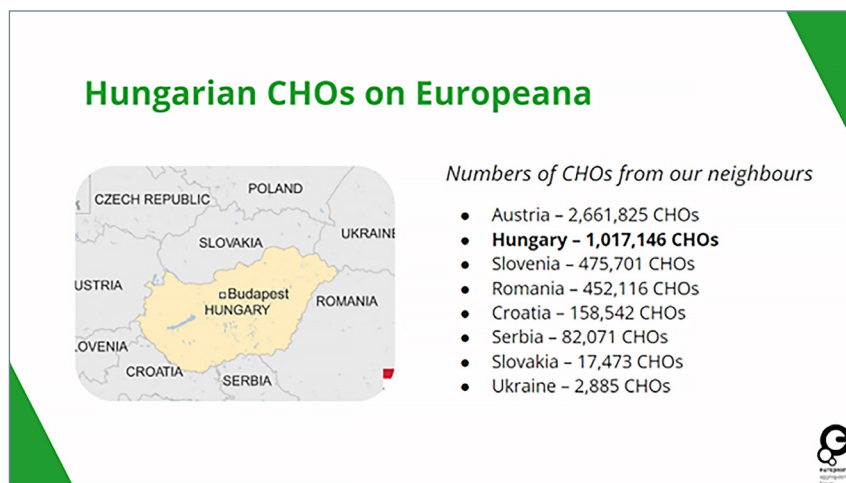 Hungarian CHOs on Europeana
CZECH REPUBLIC
POLAND
SLOVAKIA
UKRAINE
USTRIA
Budapest
HUNGARY
ROMANIA
OVENIA
CROATIA
SERBIA
Numbers of CHOs from our neighbours
● Austria – 2,661,825 CHOs
● Hungary – 1,017,146 CHOs
● Slovenia – 475,701 CHOs
● Romania – 452,116 CHOs
● Croatia – 158,542 CHOs
● Serbia – 82,071 CHOs
● Slovakia – 17,473 CHOs
● Ukraine – 2,885 CHOs